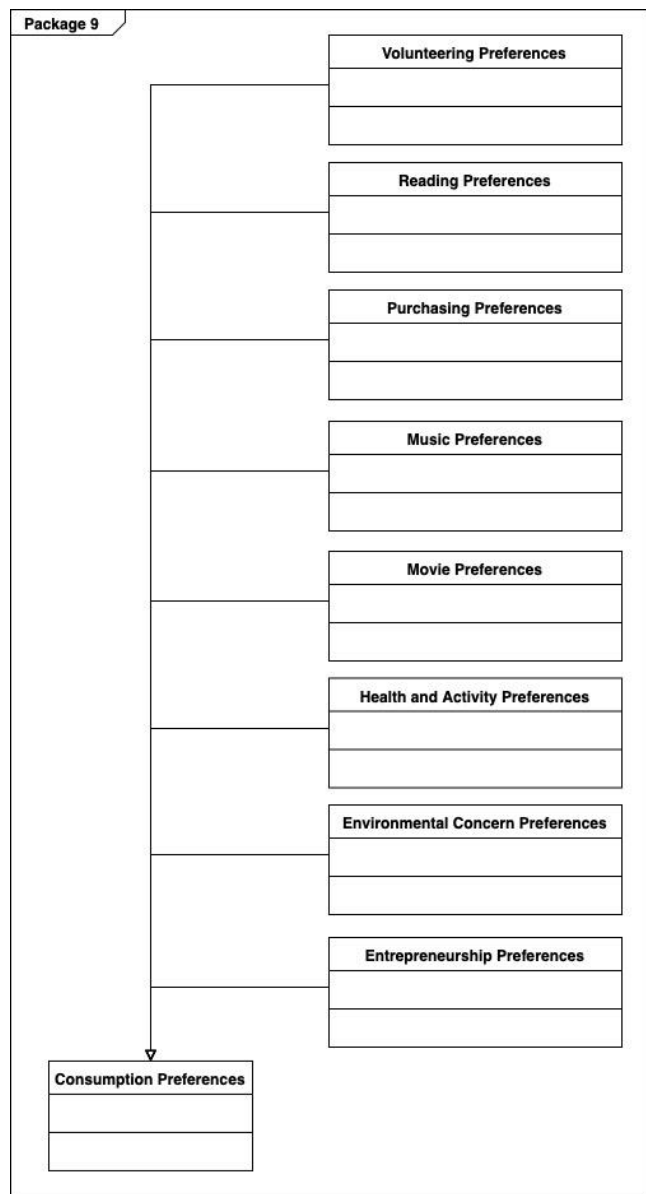 Package 9
Volunteering Preferences
Reading Preferences
Purchasing Preferences
Music Preferences
Movie Preferences
Health and Activity Preferences
Environmental Concern Preferences
Entrepreneurship Preferences
Consumption Preferences